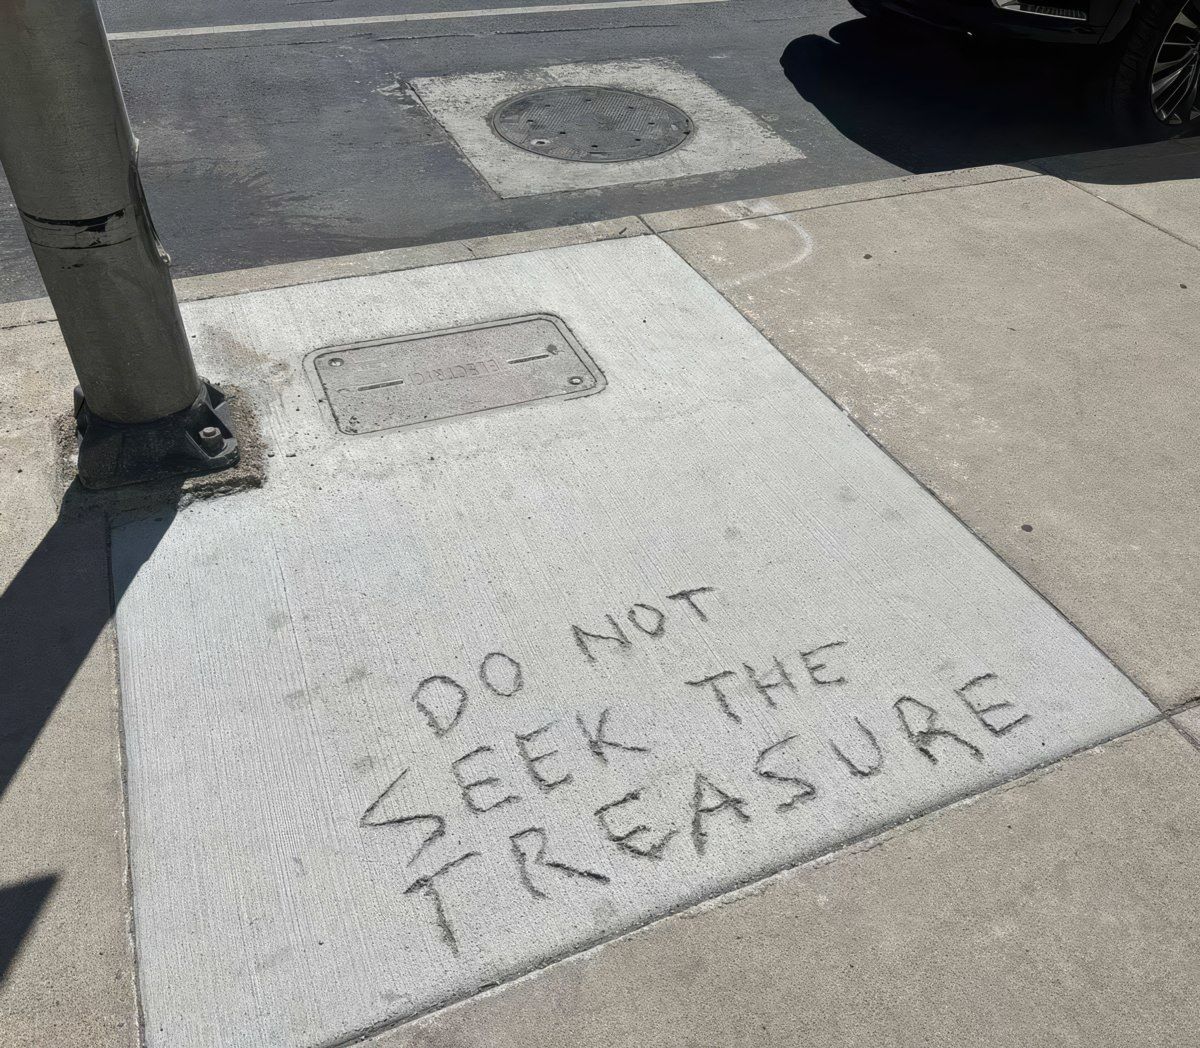 ELECTRIC
DO NOT
SEEK THE
TREASURE